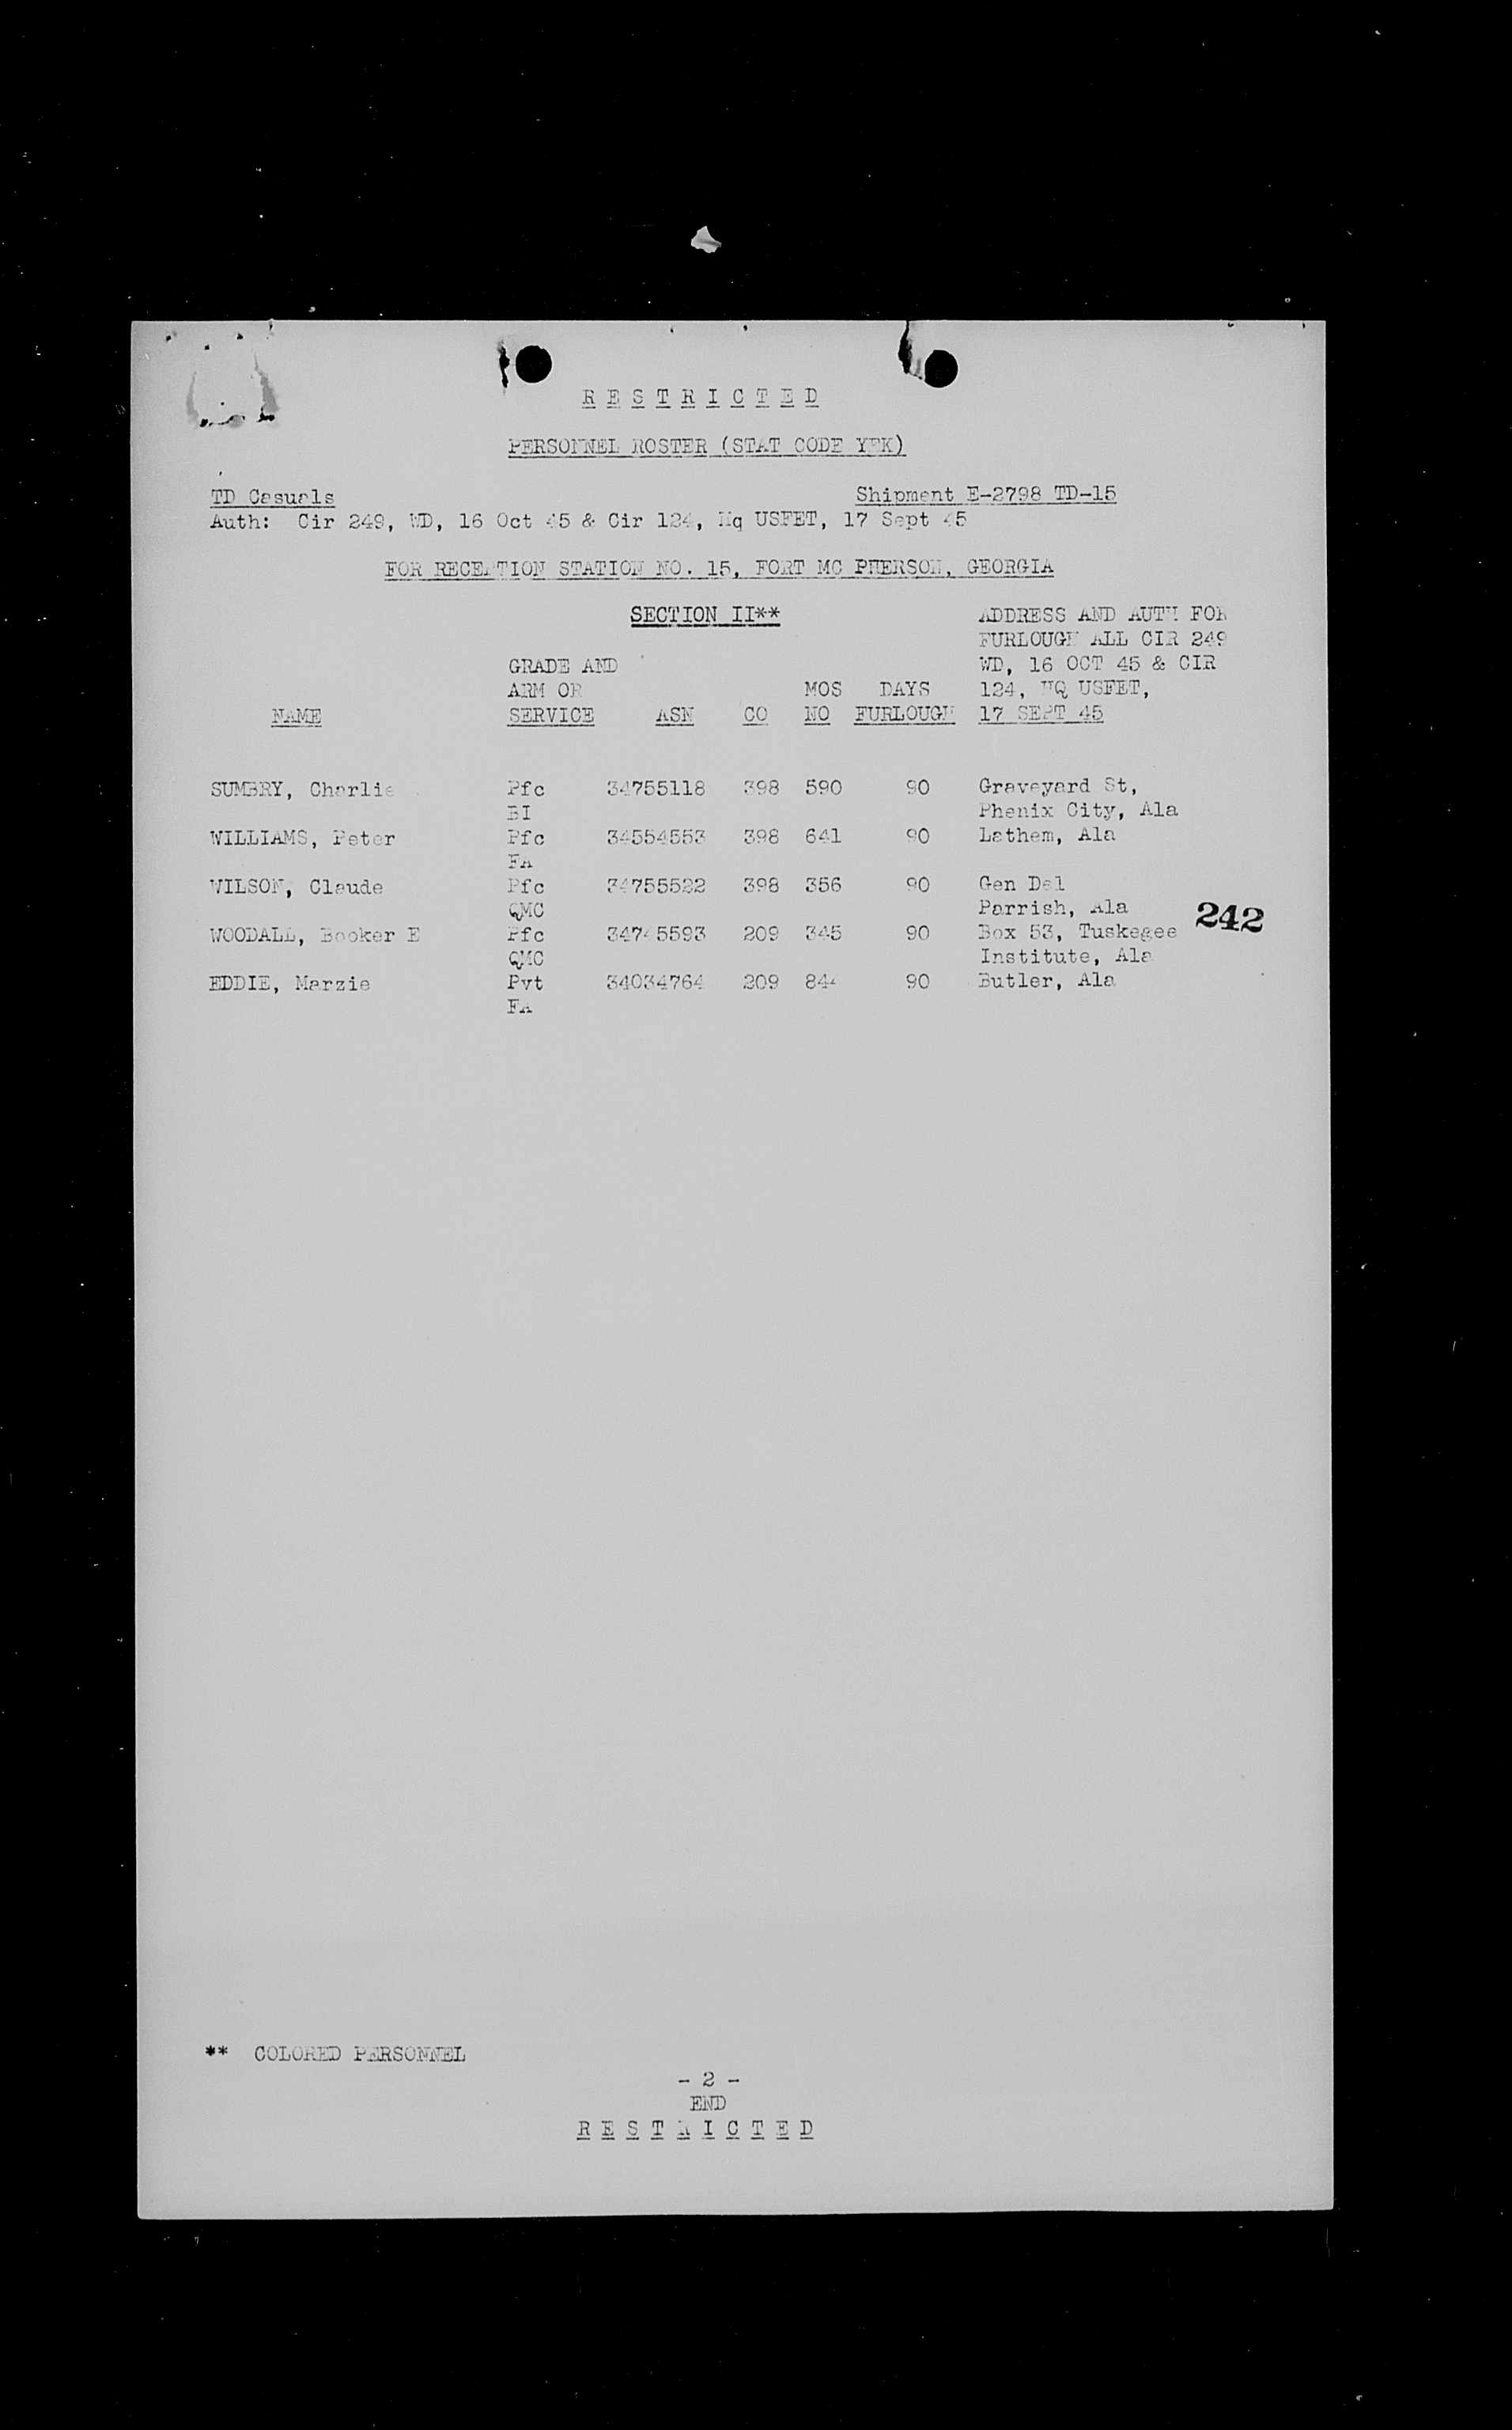 R E S T R I C T E D
PERSONNEL ROSTER (STAT CODE YFK)
TD Casuals Shipment E-2798 TD-15
Auth: Cir 249, WD, 16 Oct 45 & Cir 124, Hq USFET, 17 Sept 45
FOR RECEPTION STATION NO. 15, FORT MC PHERSON, GEORGIA
SECTION II** ADDRESS AND AUTH FOR
FURLOUGH ALL CIR 249
GRADE AND WD, 16 OCT 45 & CIR
ARM OR MOS DAYS 124, HQ USFET,
NAME SERVICE ASN CO NO FURLOUGH 17 SEPT 45
SUMBRY, Charlie Pfc 34755118 398 590 90 Graveyard St,
BI Phenix City, Ala
WILLIAMS, Peter Pfc 34554553 398 641 90 Lathem, Ala
FA
WILSON, Claude Pfc 34755522 398 356 90 Gen Del
QMC Parrish, Ala
242
WOODALL, Booker E Pfc 34745593 209 345 90 Box 53, Tuskegee
QMC Institute, Ala
EDDIE, Marzie Pvt 34034764 209 844 90 Butler, Ala
FA
** COLORED PERSONNEL
- 2 -
END
R E S T R I C T E D